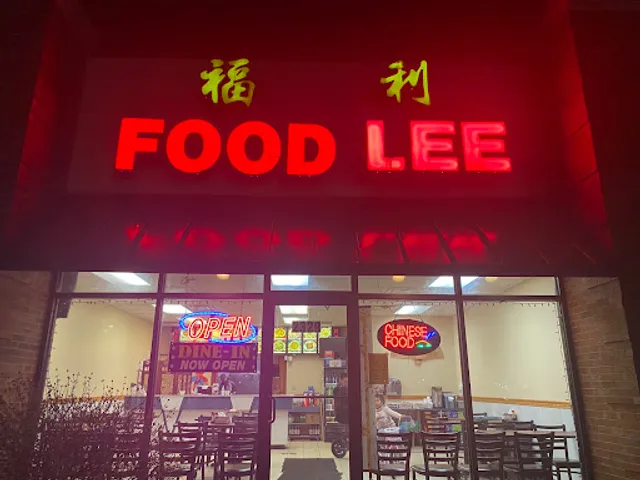 福 利
FOOD LEE
OPEN
DINE-IN
NOW OPEN
CHINESE
FOOD